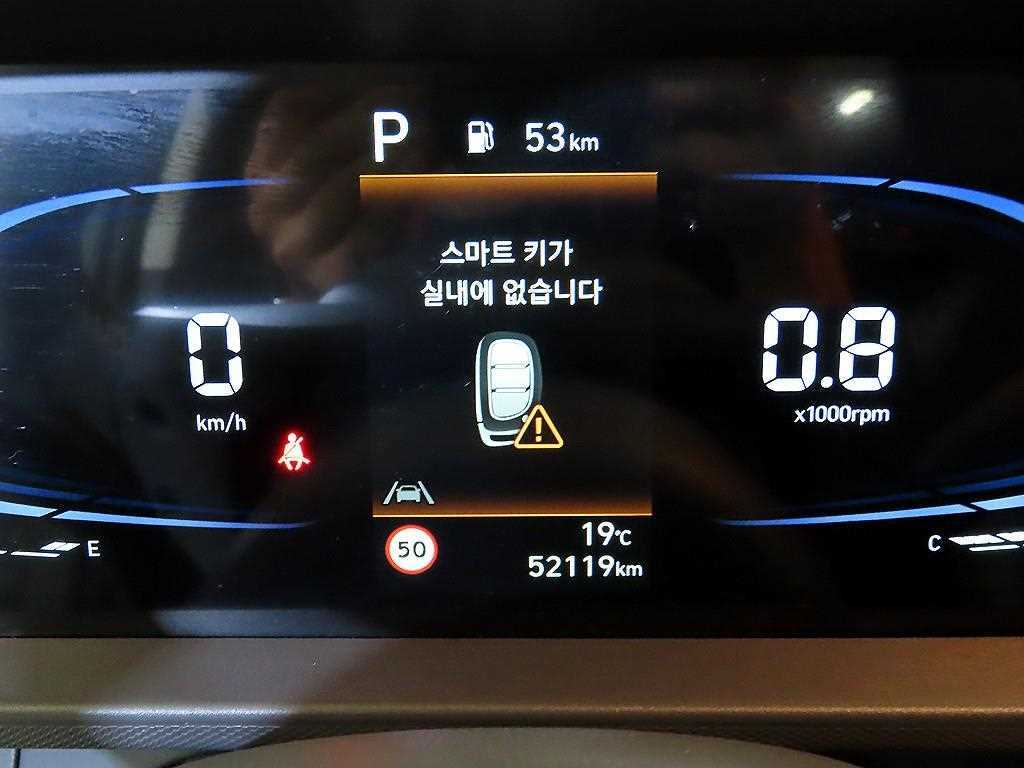 P 53km
스마트 키가
실내에 없습니다
0
km/h
0.8
x1000rpm
E
C
50
19℃
52119km